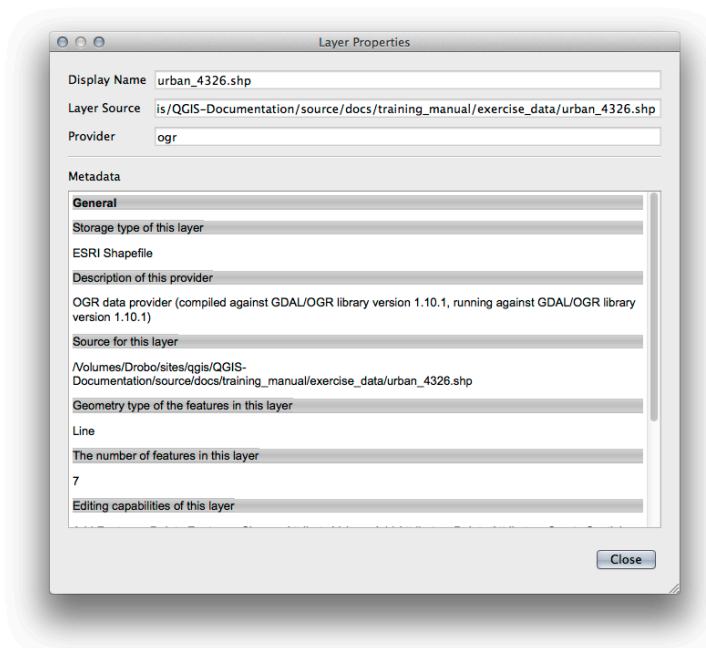 Layer Properties
Display Name urban_4326.shp
Layer Source is/QGIS-Documentation/source/docs/training_manual/exercise_data/urban_4326.shp
Provider ogr
Metadata
General
Storage type of this layer
ESRI Shapefile
Description of this provider
OGR data provider (compiled against GDAL/OGR library version 1.10.1, running against GDAL/OGR library
version 1.10.1)
Source for this layer
/Volumes/Drobo/sites/qgis/QGIS-
Documentation/source/docs/training_manual/exercise_data/urban_4326.shp
Geometry type of the features in this layer
Line
The number of features in this layer
7
Editing capabilities of this layer
Close